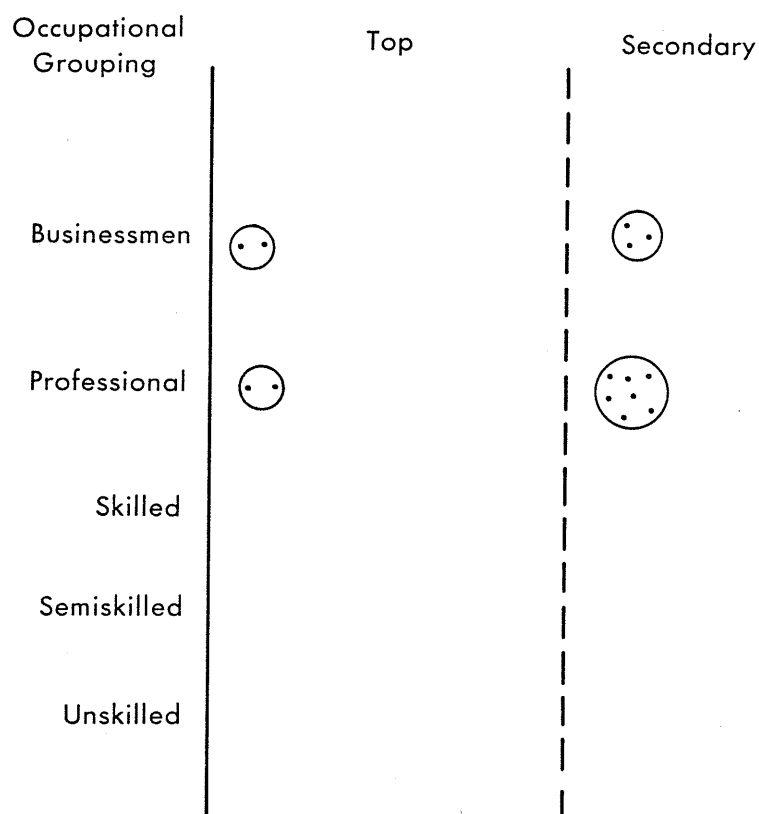 Occupational
Grouping
Top
Secondary
Businessmen
Professional
Skilled
Semiskilled
Unskilled